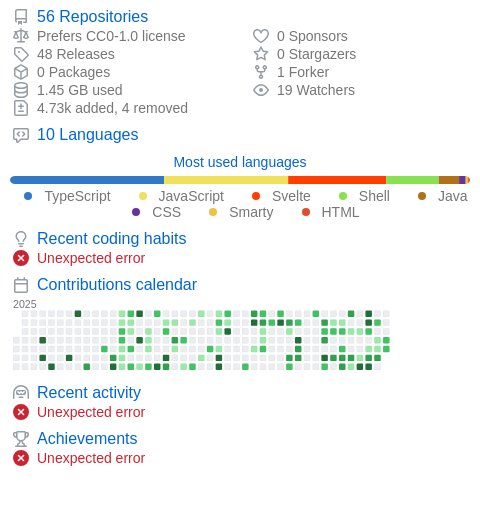 56 Repositories
Prefers CC0-1.0 license
0 Sponsors
48 Releases
0 Stargazers
0 Packages
1 Forker
1.45 GB used
19 Watchers
4.73k added, 4 removed
10 Languages
Most used languages
TypeScript JavaScript Svelte Shell Java
CSS Smarty HTML
Recent coding habits
Unexpected error
Contributions calendar
2025
Recent activity
Unexpected error
Achievements
Unexpected error